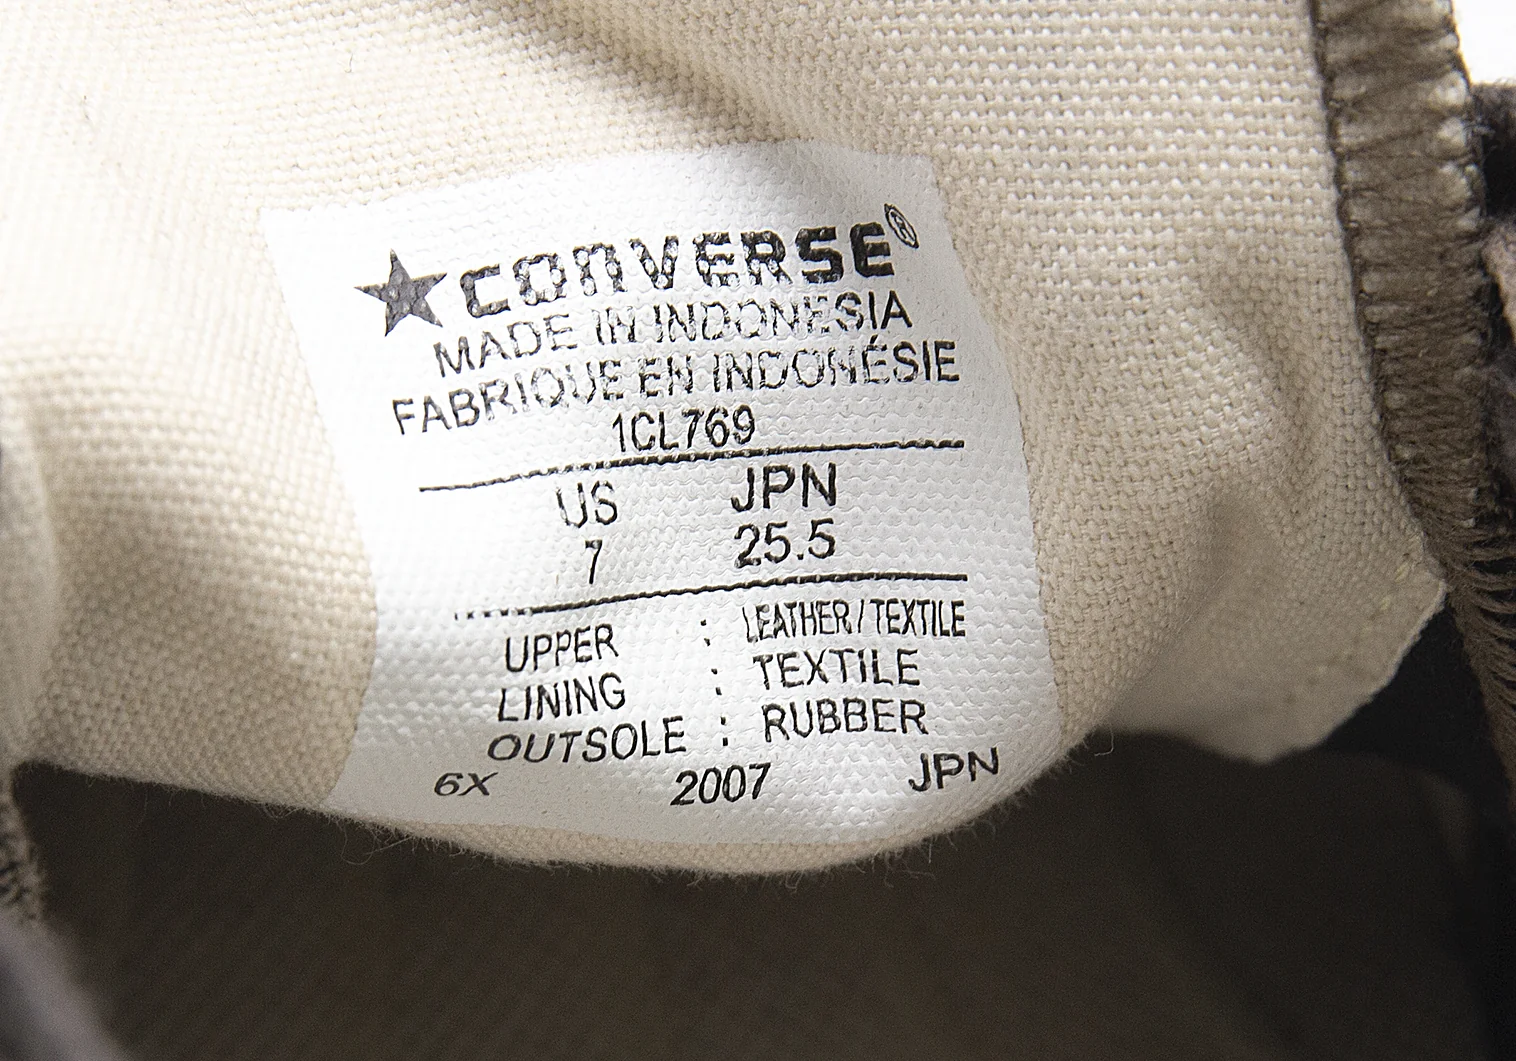 ★CONVERSE®
MADE IN INDONESIA
FABRIQUE EN INDONÉSIE
1CL769
US JPN
7 25.5
UPPER : LEATHER / TEXTILE
LINING : TEXTILE
OUTSOLE : RUBBER
6X 2007 JPN